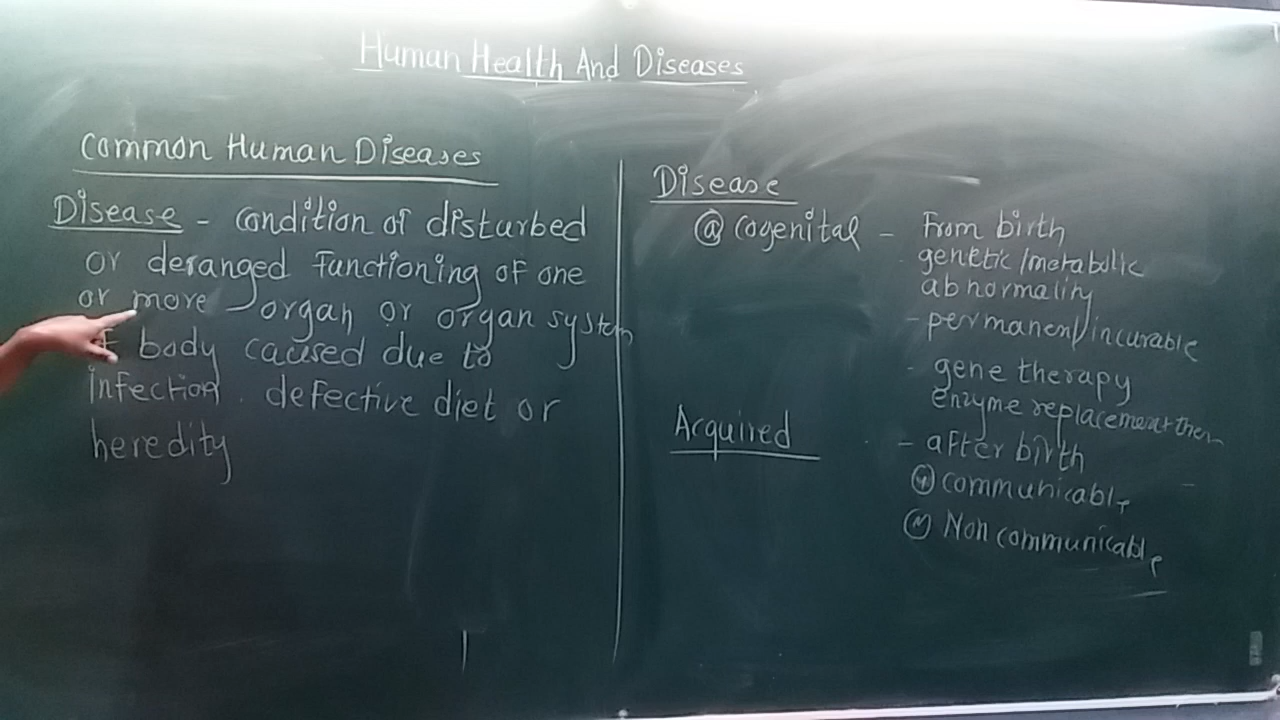 Human Health And Diseases
Common Human Diseases
Disease - condition of disturbed
or deranged functioning of one
or more organ or organ system
body caused due to
infection. defective diet or
heredity
Disease
@ cogenital - From birth
genetic/metabolic
abnormality
- permanent/incurable
- gene therapy
enzyme replacement ther
Acquired - after birth
communicable
Non communicable